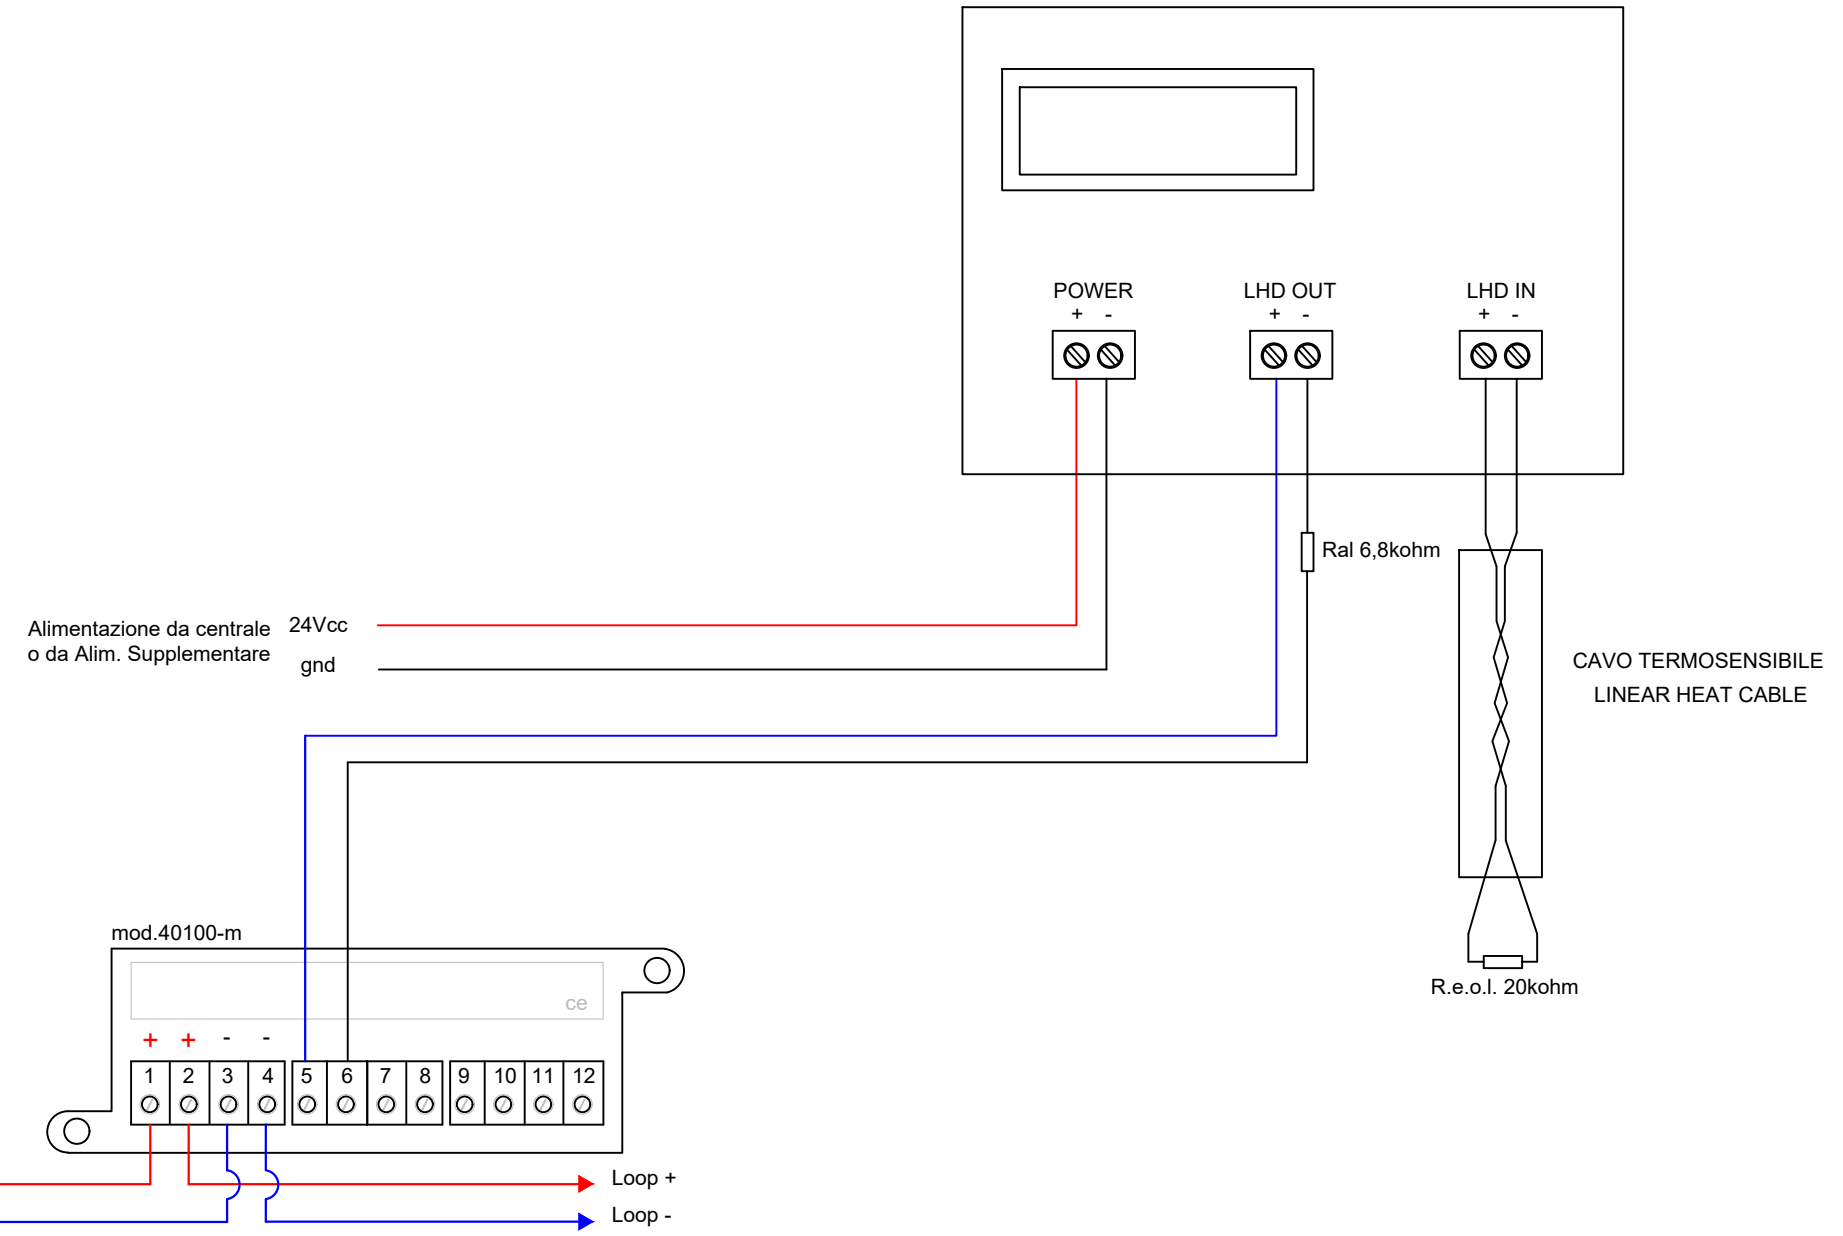 POWER
+ -
LHD OUT
+ -
LHD IN
+ -
Ral 6,8kohm
Alimentazione da centrale
o da Alim. Supplementare
24Vcc
gnd
CAVO TERMOSENSIBILE
LINEAR HEAT CABLE
R.e.o.l. 20kohm
mod.40100-m
ce
+ + - -
1 2 3 4 5 6 7 8 9 10 11 12
Loop +
Loop -